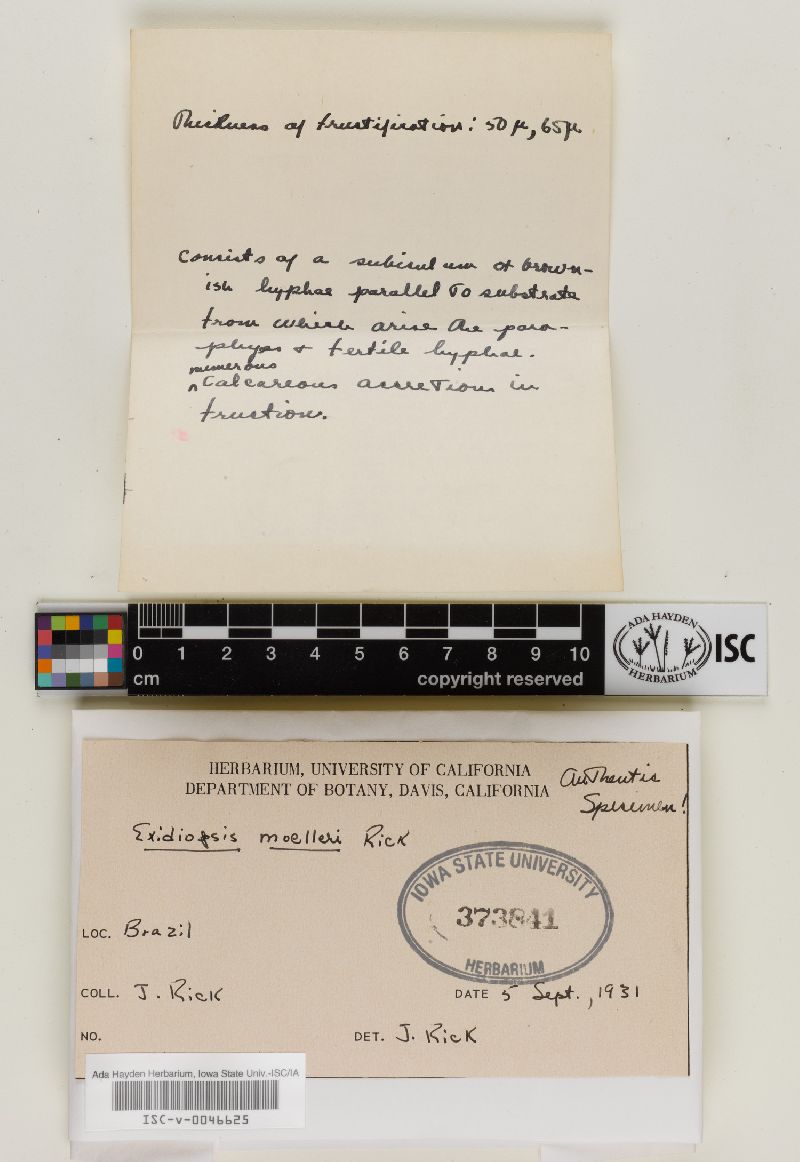 Thickness of fructification: 50 µ, 65µ
Consists of a subiculum of brown-
ish hyphae parallel to substrate
from which arise the para-
physes + fertile hyphae.
numerous
^ Calcareous accretions in
fruction.
ADA HAYDEN
HERBARIUM
ISC
0 1 2 3 4 5 6 7 8 9 10
cm copyright reserved
HERBARIUM, UNIVERSITY OF CALIFORNIA
DEPARTMENT OF BOTANY, DAVIS, CALIFORNIA
Authentic
Specimen!
Exidiopsis moelleri Rick
IOWA STATE UNIVERSITY
373841
HERBARIUM
LOC. Brazil
COLL. J. Rick DATE 5 Sept., 1931
NO. DET. J. Rick
Ada Hayden Herbarium, Iowa State Univ.-ISC/IA
ISC-v-0046625